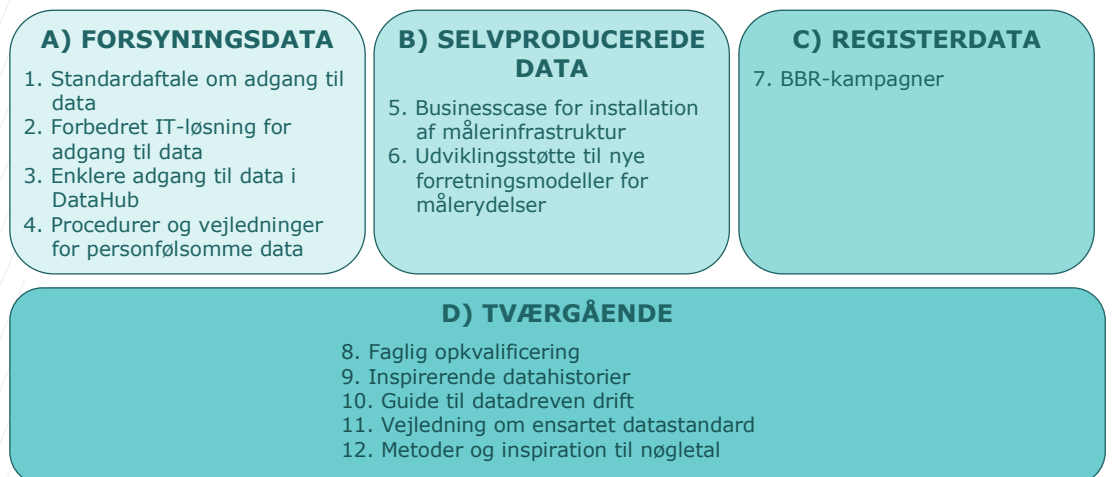 A) FORSYNINGSDATA
1. Standardaftale om adgang til
data
2. Forbedret IT-løsning for
adgang til data
3. Enklere adgang til data i
DataHub
4. Procedurer og vejledninger
for personfølsomme data
B) SELVPRODUCEREDE
DATA
5. Businesscase for installation
af målerinfrastruktur
6. Udviklingsstøtte til nye
forretningsmodeller for
målerydelser
C) REGISTERDATA
7. BBR-kampagner
D) TVÆRGÅENDE
8. Faglig opkvalificering
9. Inspirerende datahistorier
10. Guide til datadreven drift
11. Vejledning om ensartet datastandard
12. Metoder og inspiration til nøgletal